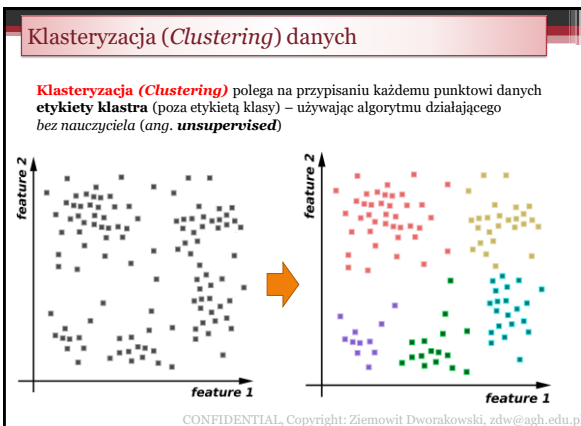 Klasteryzacja (Clustering) danych
Klasteryzacja (Clustering) polega na przypisaniu każdemu punktowi danych
etykiety klastra (poza etykietą klasy) – używając algorytmu działającego
bez nauczyciela (ang. unsupervised)
feature 2
feature 1
feature 2
feature 1
CONFIDENTIAL, Copyright: Ziemowit Dworakowski, zdw@agh.edu.p